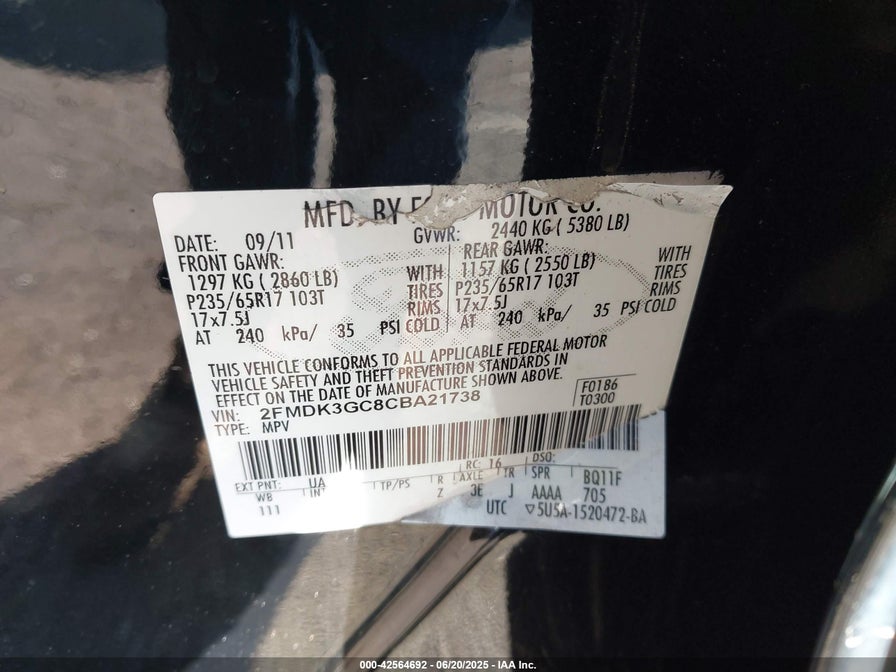 MFD. BY F MOTOR CO.
DATE: 09/11 GVWR: 2440 KG ( 5380 LB)
FRONT GAWR: REAR GAWR:
1297 KG ( 2860 LB) WITH 1157 KG ( 2550 LB) WITH
P235/65R17 103T TIRES P235/65R17 103T TIRES
17x7.5J RIMS 17x7.5J RIMS
AT 240 kPa/ 35 PSI COLD AT 240 kPa/ 35 PSI COLD
THIS VEHICLE CONFORMS TO ALL APPLICABLE FEDERAL MOTOR
VEHICLE SAFETY AND THEFT PREVENTION STANDARDS IN
EFFECT ON THE DATE OF MANUFACTURE SHOWN ABOVE.
VIN: 2FMDK3GC8CBA21738 F0186
TYPE: MPV T0300
EXT PNT: UA RC: 16 DSO:
WB INT TP/PS R AXLE TR SPR BQ11F
111 Z 3E J AAAA 705
UTC ▽5U5A-1520472-BA
000-42564692 - 06/20/2025 - IAA Inc.